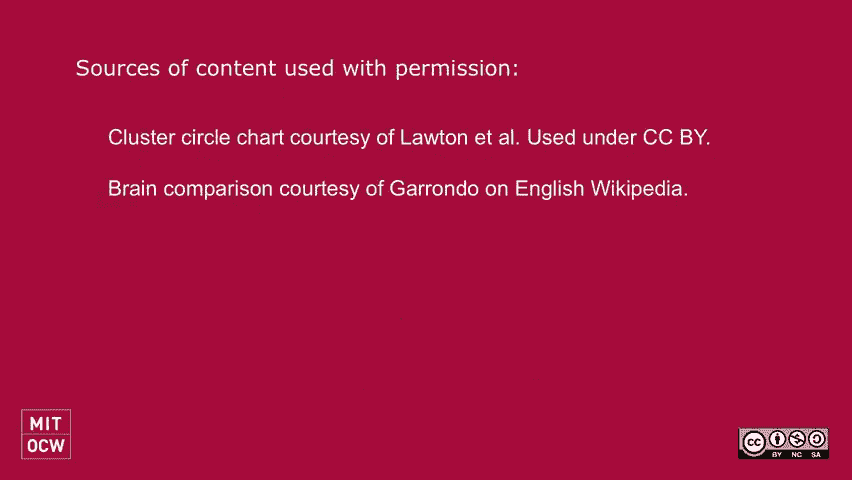 Sources of content used with permission:
Cluster circle chart courtesy of Lawton et al. Used under CC BY.
Brain comparison courtesy of Garrondo on English Wikipedia.
MIT
OCW
cc
BY NC SA